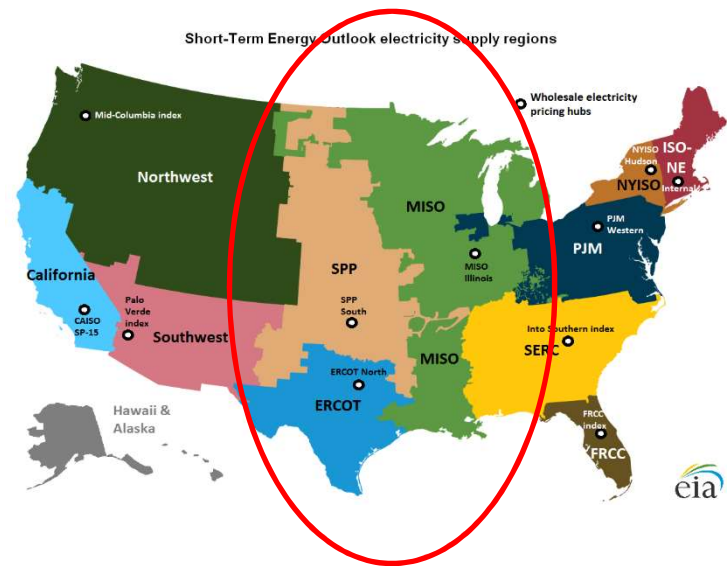 Short-Term Energy Outlook electricity supply regions
Wholesale electricity
pricing hubs
Mid-Columbia index
Northwest
NYISO
Hudson
ISO-
NE
Internal
NYISO
MISO
PJM
Western
PJM
California
SPP
MISO
Illinois
CAISO
SP-15
Palo
Verde
index
SPP
South
Southwest
Into Southern index
SERC
MISO
ERCOT North
ERCOT
Hawaii &
Alaska
FRCC
index
FRCC
eia